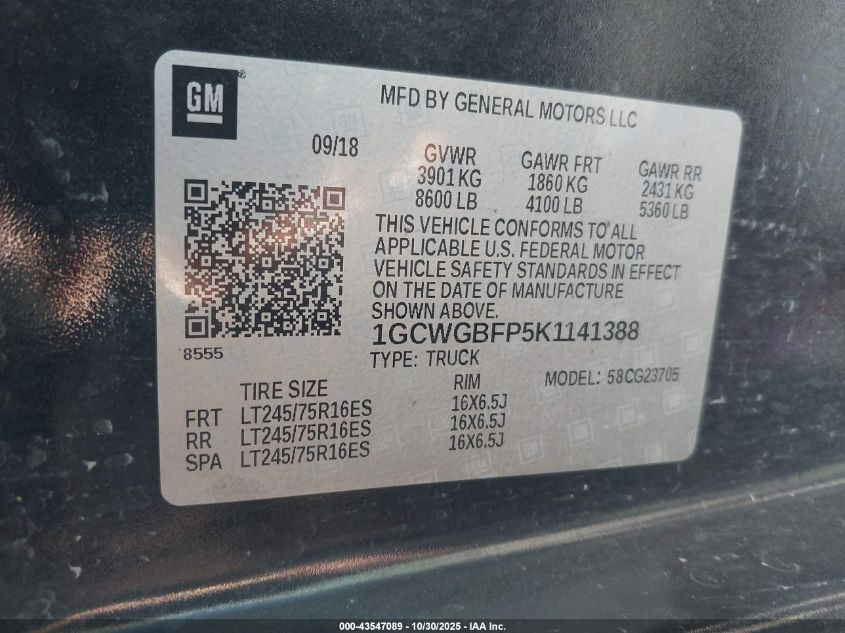 GM
MFD BY GENERAL MOTORS LLC
09/18
GVWR GAWR FRT GAWR RR
3901 KG 1860 KG 2431 KG
8600 LB 4100 LB 5360 LB
THIS VEHICLE CONFORMS TO ALL
APPLICABLE U.S. FEDERAL MOTOR
VEHICLE SAFETY STANDARDS IN EFFECT
ON THE DATE OF MANUFACTURE
SHOWN ABOVE.
8555
1GCWGBFP5K1141388
TYPE: TRUCK
MODEL: 58CG23705
TIRE SIZE RIM
FRT LT245/75R16ES 16X6.5J
RR LT245/75R16ES 16X6.5J
SPA LT245/75R16ES 16X6.5J
000-43547089 - 10/30/2025 - IAA Inc.